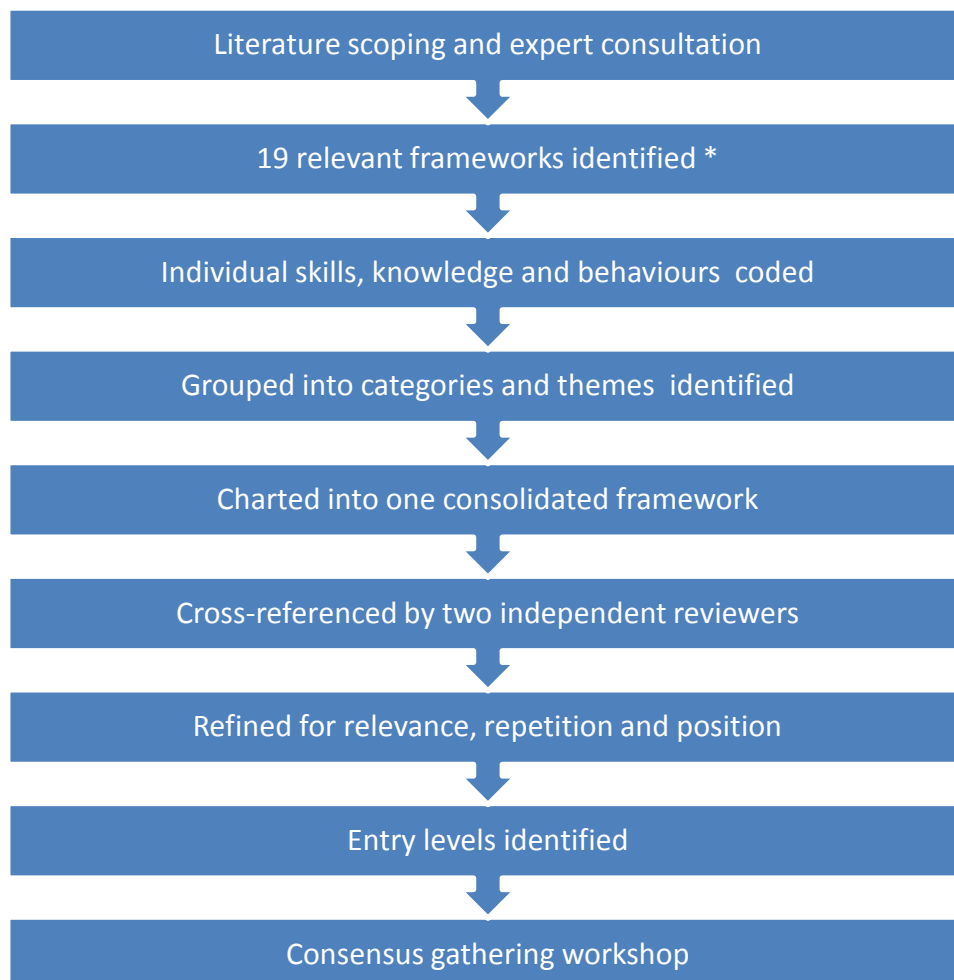 Literature scoping and expert consultation
19 relevant frameworks identified *
Individual skills, knowledge and behaviours  coded
Grouped into categories and themes  identified
Charted into one consolidated framework
Cross-referenced by two independent reviewers
Refined for relevance, repetition and position
Entry levels identified
Consensus gathering workshop